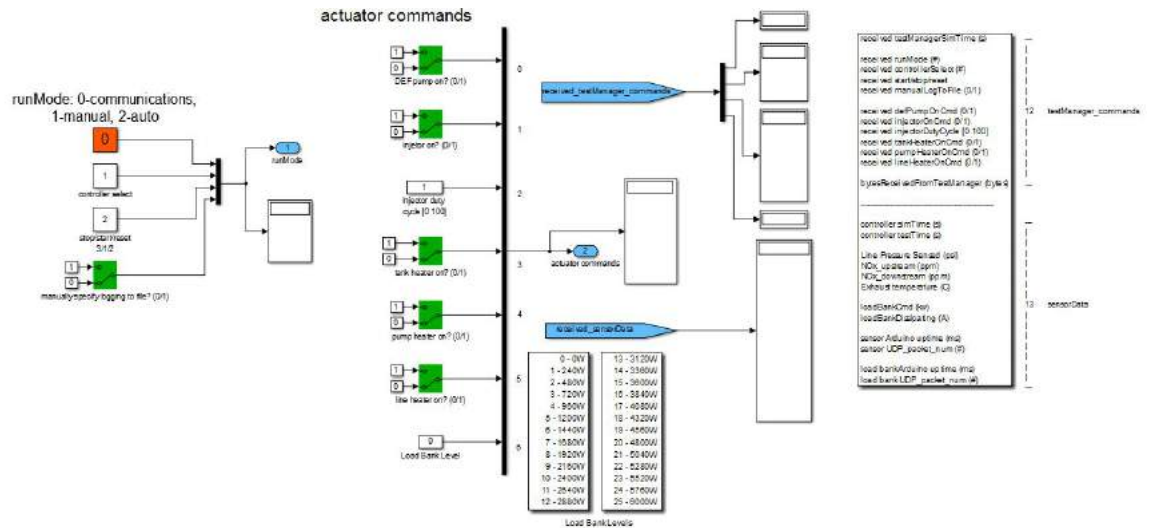 actuator commands
runMode: 0-communications,
1-manual, 2-auto
0
1
controller select
2
stop/start/reset
3/1/2
1
0
manually specify logging to file? (0/1)
1
runMode
1
0
DEF pump on? (0/1)
1
0
injetor on? (0/1)
1
injector duty
cycle [0 100]
1
0
tank heater on? (0/1)
1
0
pump heater on? (0/1)
1
0
line heater on? (0/1)
0
Load Bank Level
0
1
2
3
4
5
6
2
actuator commands
received_testManager_commands
received_sensorData
0 - 0W
1 - 240W
2 - 480W
3 - 720W
4 - 960W
5 - 1200W
6 - 1440W
7 - 1680W
8 - 1920W
9 - 2160W
10 - 2400W
11 - 2640W
12 - 2880W
13 - 3120W
14 - 3360W
15 - 3600W
16 - 3840W
17 - 4080W
18 - 4320W
19 - 4560W
20 - 4800W
21 - 5040W
22 - 5280W
23 - 5520W
24 - 5760W
25 - 6000W
Load Bank Levels
received testManagerSimTime (s)
received runMode (#)
received controllerSelect (#)
received startstopreset
received manualLogToFile (0/1)
received defPumpOnCmd (0/1)
received injectorOnCmd (0/1)
received injectorDutyCycle [0 100]
received tankHeaterOnCmd (0/1)
received pumpHeaterOnCmd (0/1)
received lineHeaterOnCmd (0/1)
bytesReceivedFromTestManager (bytes)
controller simTime (s)
controller testTime (s)
Line Pressure Sensed (psi)
NOx_upstream (ppm)
NOx_downstream (ppm)
Exhaust temperature (C)
loadBankCmd (kw)
loadBankDissipating (A)
sensor Arduino uptime (ms)
sensor UDP_packet_num (#)
load bank Arduino uptime (ms)
load bank UDP_packet_num (#)
12
testManager_commands
13
sensorData